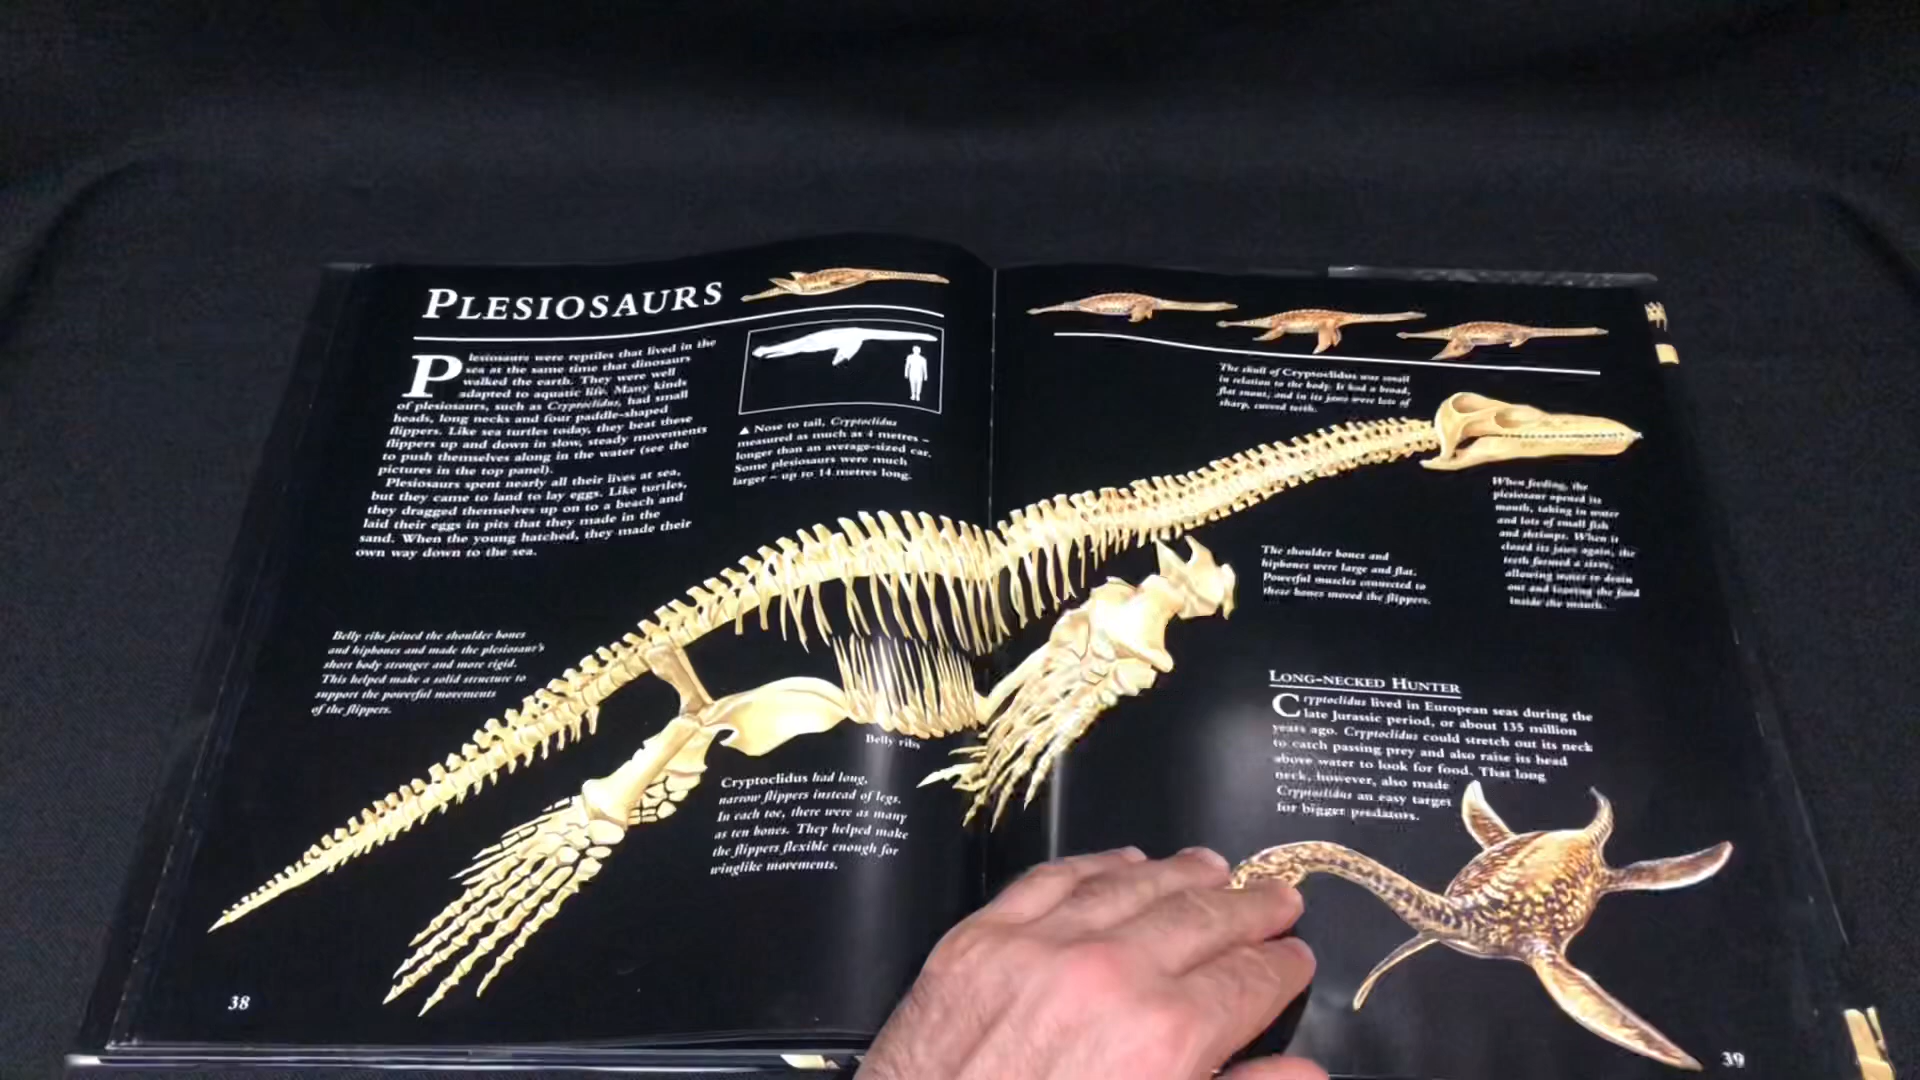 PLESIOSAURS
Plesiosaurs were reptiles that lived in the
sea at the same time that dinosaurs
walked the earth. They were well
adapted to aquatic life. Many kinds
of plesiosaurs, such as Cryptoclidus, had small
heads, long necks and four paddle-shaped
flippers. Like sea turtles today, they beat these
flippers up and down in slow, steady movements
to push themselves along in the water (see the
pictures in the top panel).
Plesiosaurs spent nearly all their lives at sea,
but they came to land to lay eggs. Like turtles,
they dragged themselves up on to a beach and
laid their eggs in pits that they made in the
sand. When the young hatched, they made their
own way down to the sea.
▲ Nose to tail, Cryptoclidus
measured as much as 4 metres –
longer than an average-sized car.
Some plesiosaurs were much
larger – up to 14 metres long.
Belly ribs joined the shoulder bones
and hipbones and made the plesiosaur's
short body stronger and more rigid.
This helped make a solid structure to
support the powerful movements
of the flippers.
Belly ribs
Cryptoclidus had long,
narrow flippers instead of legs.
In each toe, there were as many
as ten bones. They helped make
the flippers flexible enough for
winglike movements.
38
The skull of Cryptoclidus was small
in relation to the body. It had a broad,
flat snout, and in its jaws were lots of
sharp, curved teeth.
When feeding, the
plesiosaur opened its
mouth, taking in water
and lots of small fish
and shrimps. When it
closed its jaws again, the
teeth formed a sieve,
allowing water to drain
out and leaving the food
inside the mouth.
The shoulder bones and
hipbones were large and flat.
Powerful muscles connected to
these bones moved the flippers.
LONG-NECKED HUNTER
Cryptoclidus lived in European seas during the
late Jurassic period, or about 135 million
years ago. Cryptoclidus could stretch out its neck
to catch passing prey and also raise its head
above water to look for food. That long
neck, however, also made
Cryptoclidus an easy target
for bigger predators.
39